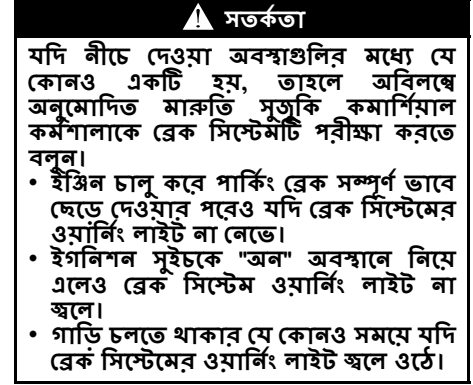 সতর্কতা
যদি নীচে দেওয়া অবস্থাগুলির মধ্যে যে
কোনও একটি হয়, তাহলে অবিলম্বে
অনুমোদিত মারুতি সুজুকি কমার্শিয়াল
কর্মশালাকে ব্রেক সিস্টেমটি পরীক্ষা করতে
বলুন।
• ইঞ্জিন চালু করে পার্কিং ব্রেক সম্পূর্ণ ভাবে
ছেড়ে দেওয়ার পরেও যদি ব্রেক সিস্টেমের
ওয়ার্নিং লাইট না নেভে।
• ইগনিশন সুইচকে "অন" অবস্থানে নিয়ে
এলেও ব্রেক সিস্টেম ওয়ার্নিং লাইট না
জ্বলে।
• গাড়ি চলতে থাকার যে কোনও সময়ে যদি
ব্রেক সিস্টেমের ওয়ার্নিং লাইট জ্বলে ওঠে।